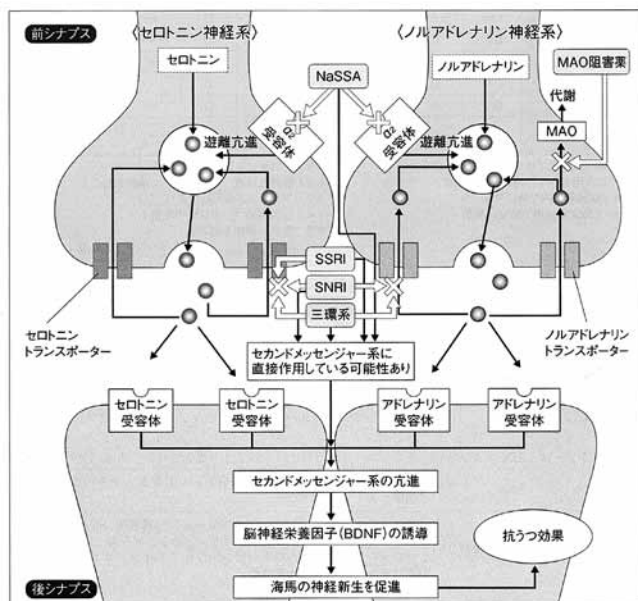 前シナプス
〈セロトニン神経系〉
〈ノルアドレナリン神経系〉
セロトニン
NaSSA
ノルアドレナリン
MAO阻害薬
代謝
MAO
α2
受容体
α2
受容体
遊離亢進
遊離亢進
SSRI
SNRI
三環系
セロトニン
トランスポーター
ノルアドレナリン
トランスポーター
セカンドメッセンジャー系に
直接作用している可能性あり
セロトニン
受容体
セロトニン
受容体
アドレナリン
受容体
アドレナリン
受容体
セカンドメッセンジャー系の亢進
脳神経栄養因子(BDNF)の誘導
抗うつ効果
海馬の神経新生を促進
後シナプス